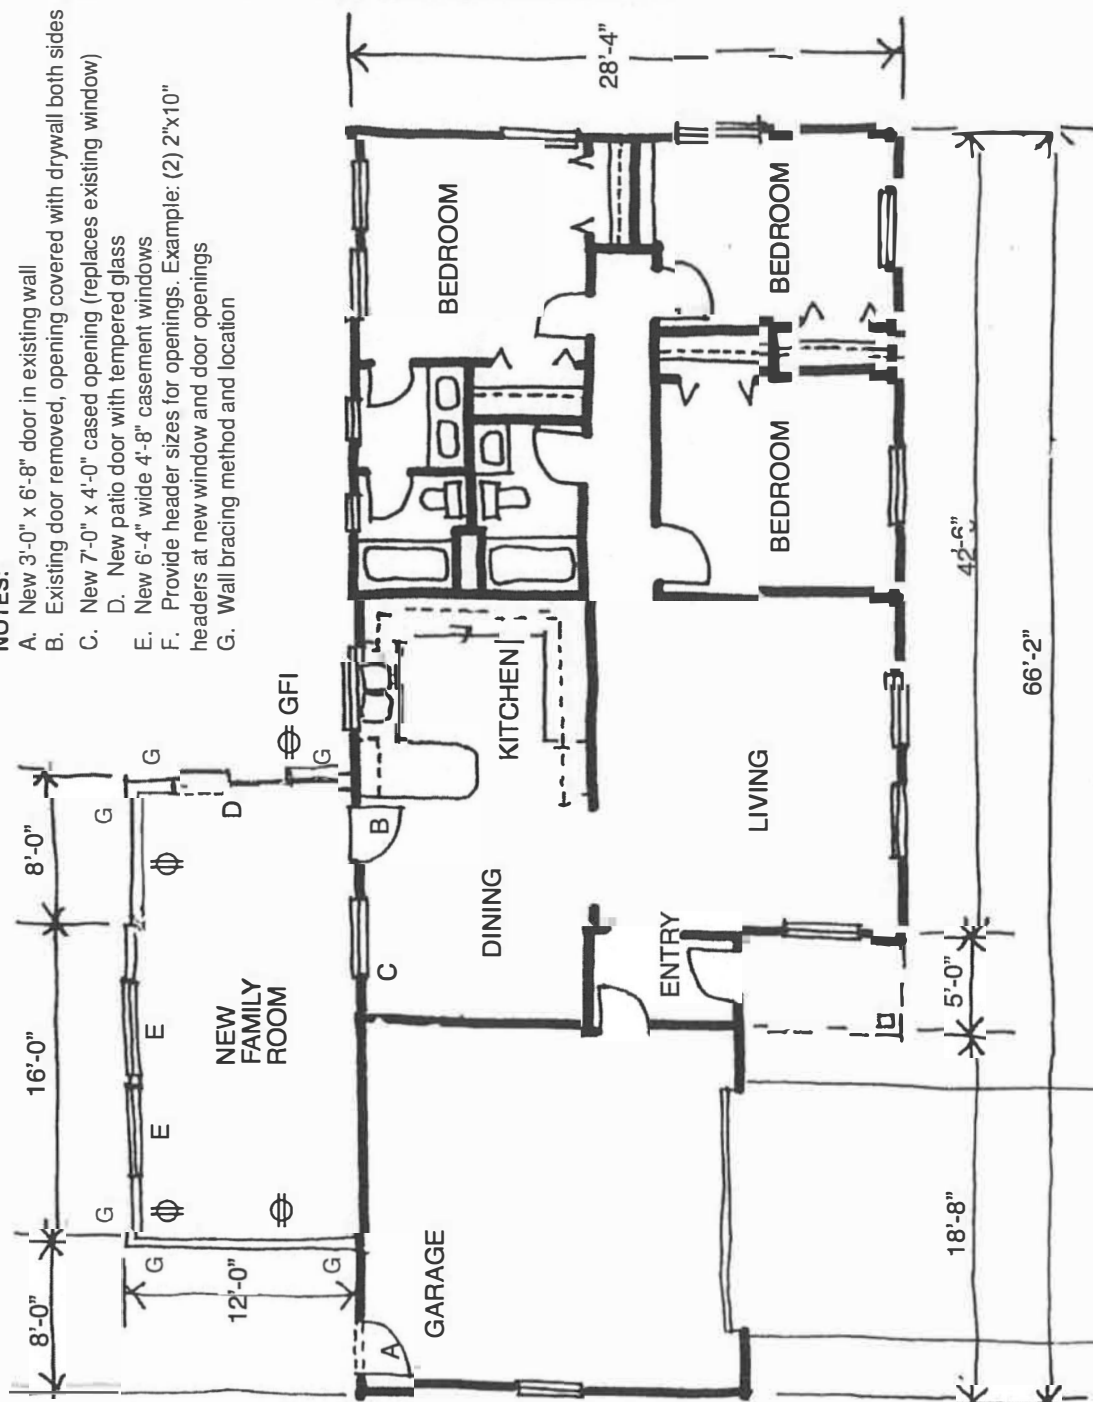 NOTES:
A. New 3'-0" x 6'-8" door in existing wall
B. Existing door removed, opening covered with drywall both sides
C. New 7'-0" x 4'-0" cased opening (replaces existing window)
D. New patio door with tempered glass
E. New 6'-4" wide 4'-8" casement windows
F. Provide header sizes for openings. Example: (2) 2"x10"
headers at new window and door openings
G. Wall bracing method and location
8'-0"
16'-0"
8'-0"
G
G
G
G
G
G
12'-0"
E
E
D
GFI
NEW
FAMILY
ROOM
A
B
C
GARAGE
DINING
KITCHEN
BEDROOM
ENTRY
LIVING
BEDROOM
BEDROOM
28'-4"
18'-8"
5'-0"
42'-6"
66'-2"